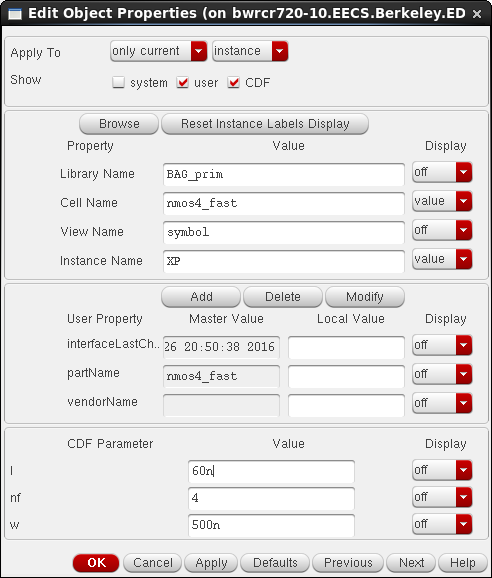 Edit Object Properties (on bwrcr720-10.EECS.Berkeley.ED
Apply To only current instance
Show system user CDF
Browse Reset Instance Labels Display
Property Value Display
Library Name BAG_prim off
Cell Name nmos4_fast value
View Name symbol off
Instance Name XP value
Add Delete Modify
User Property Master Value Local Value Display
interfaceLastCh.. 26 20:50:38 2016 off
partName nmos4_fast off
vendorName off
CDF Parameter Value Display
l 60n off
nf 4 off
w 500n off
OK Cancel Apply Defaults Previous Next Help